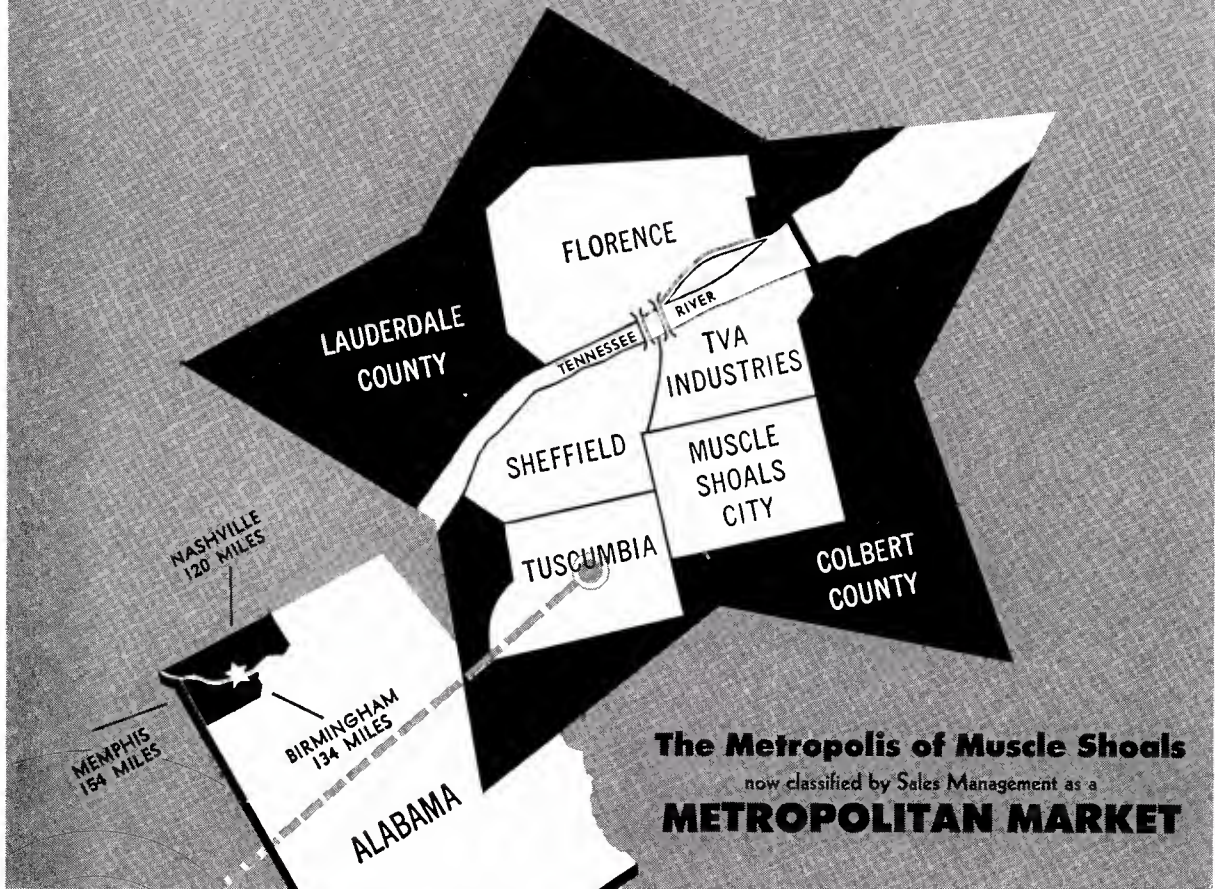 FLORENCE
LAUDERDALE
COUNTY
TENNESSEE
RIVER
TVA
INDUSTRIES
SHEFFIELD
MUSCLE
SHOALS
CITY
TUSCUMBIA
COLBERT
COUNTY
NASHVILLE
120 MILES
BIRMINGHAM
134 MILES
MEMPHIS
154 MILES
ALABAMA
The Metropolis of Muscle Shoals
now classified by Sales Management as a
METROPOLITAN MARKET